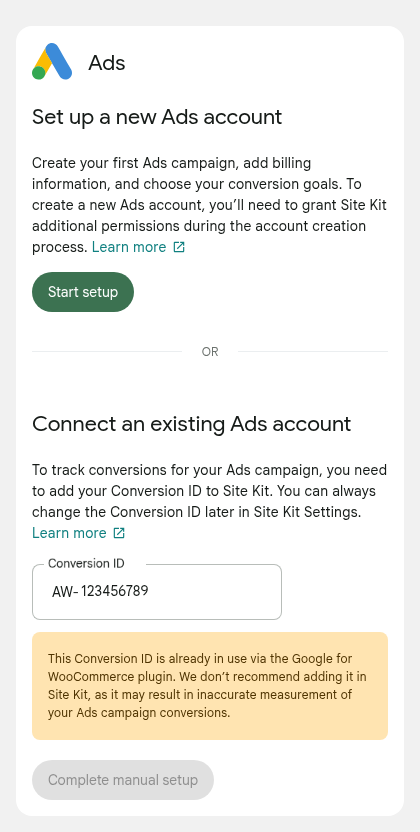 Ads
Set up a new Ads account
Create your first Ads campaign, add billing
information, and choose your conversion goals. To
create a new Ads account, you’ll need to grant Site Kit
additional permissions during the account creation
process. Learn more
Start setup
OR
Connect an existing Ads account
To track conversions for your Ads campaign, you need
to add your Conversion ID to Site Kit. You can always
change the Conversion ID later in Site Kit Settings.
Learn more
Conversion ID
AW- 123456789
This Conversion ID is already in use via the Google for
WooCommerce plugin. We don’t recommend adding it in
Site Kit, as it may result in inaccurate measurement of
your Ads campaign conversions.
Complete manual setup